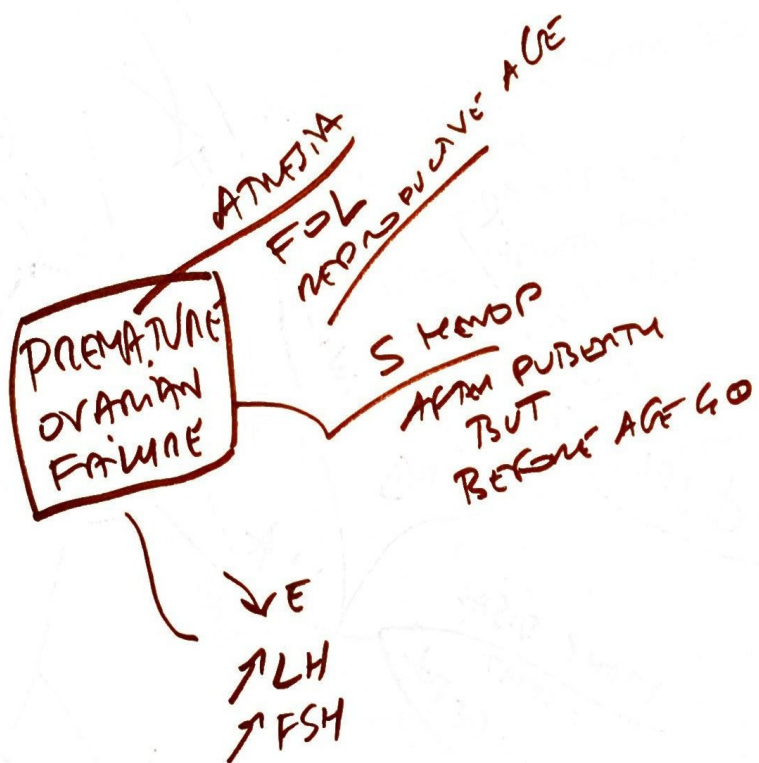 ATRESIA
FOL
REPRODUCTIVE AGE
PREMATURE
OVARIAN
FAILURE
S MENOP
AFTER PUBERTY
BUT
BEFORE AGE 40
↘ E
↗ LH
↗ FSH